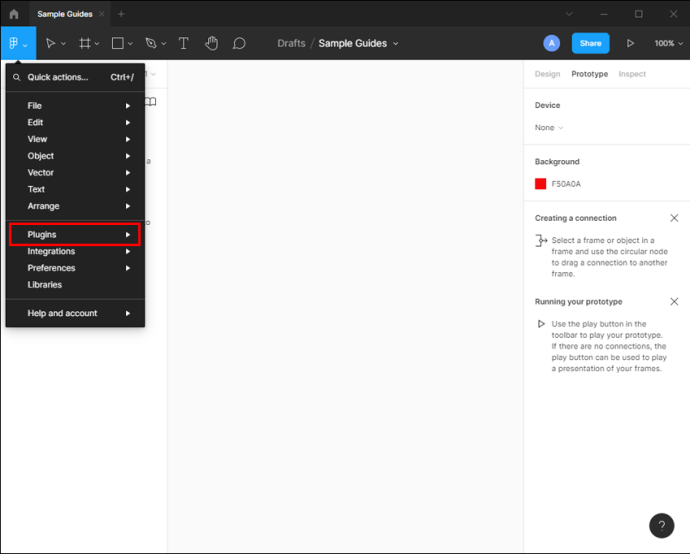 Sample Guides
Drafts / Sample Guides
A
Share
100%
Quick actions... Ctrl+/
File
Edit
View
Object
Vector
Text
Arrange
Plugins
Integrations
Preferences
Libraries
Help and account
a
o
Design Prototype Inspect
Device
None
Background
F50A0A
Creating a connection
Select a frame or object in a
frame and use the circular node
to drag a connection to another
frame.
Running your prototype
Use the play button in the
toolbar to play your prototype.
If there are no connections, the
play button can be used to play
a presentation of your frames.
?